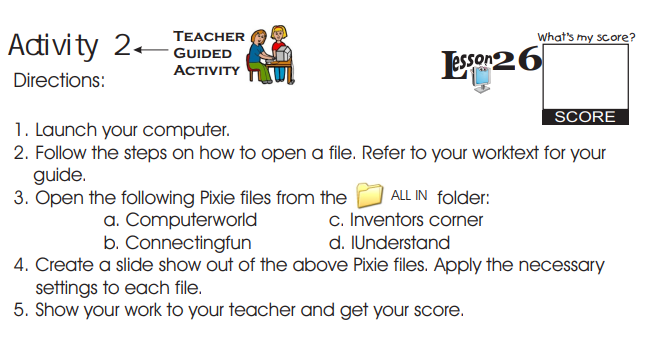 Activity 2
TEACHER
GUIDED
ACTIVITY
Lesson 26
What's my score?
SCORE
Directions:
1. Launch your computer.
2. Follow the steps on how to open a file. Refer to your worktext for your
guide.
3. Open the following Pixie files from the ALL IN folder:
a. Computerworld c. Inventors corner
b. Connectingfun d. IUnderstand
4. Create a slide show out of the above Pixie files. Apply the necessary
settings to each file.
5. Show your work to your teacher and get your score.